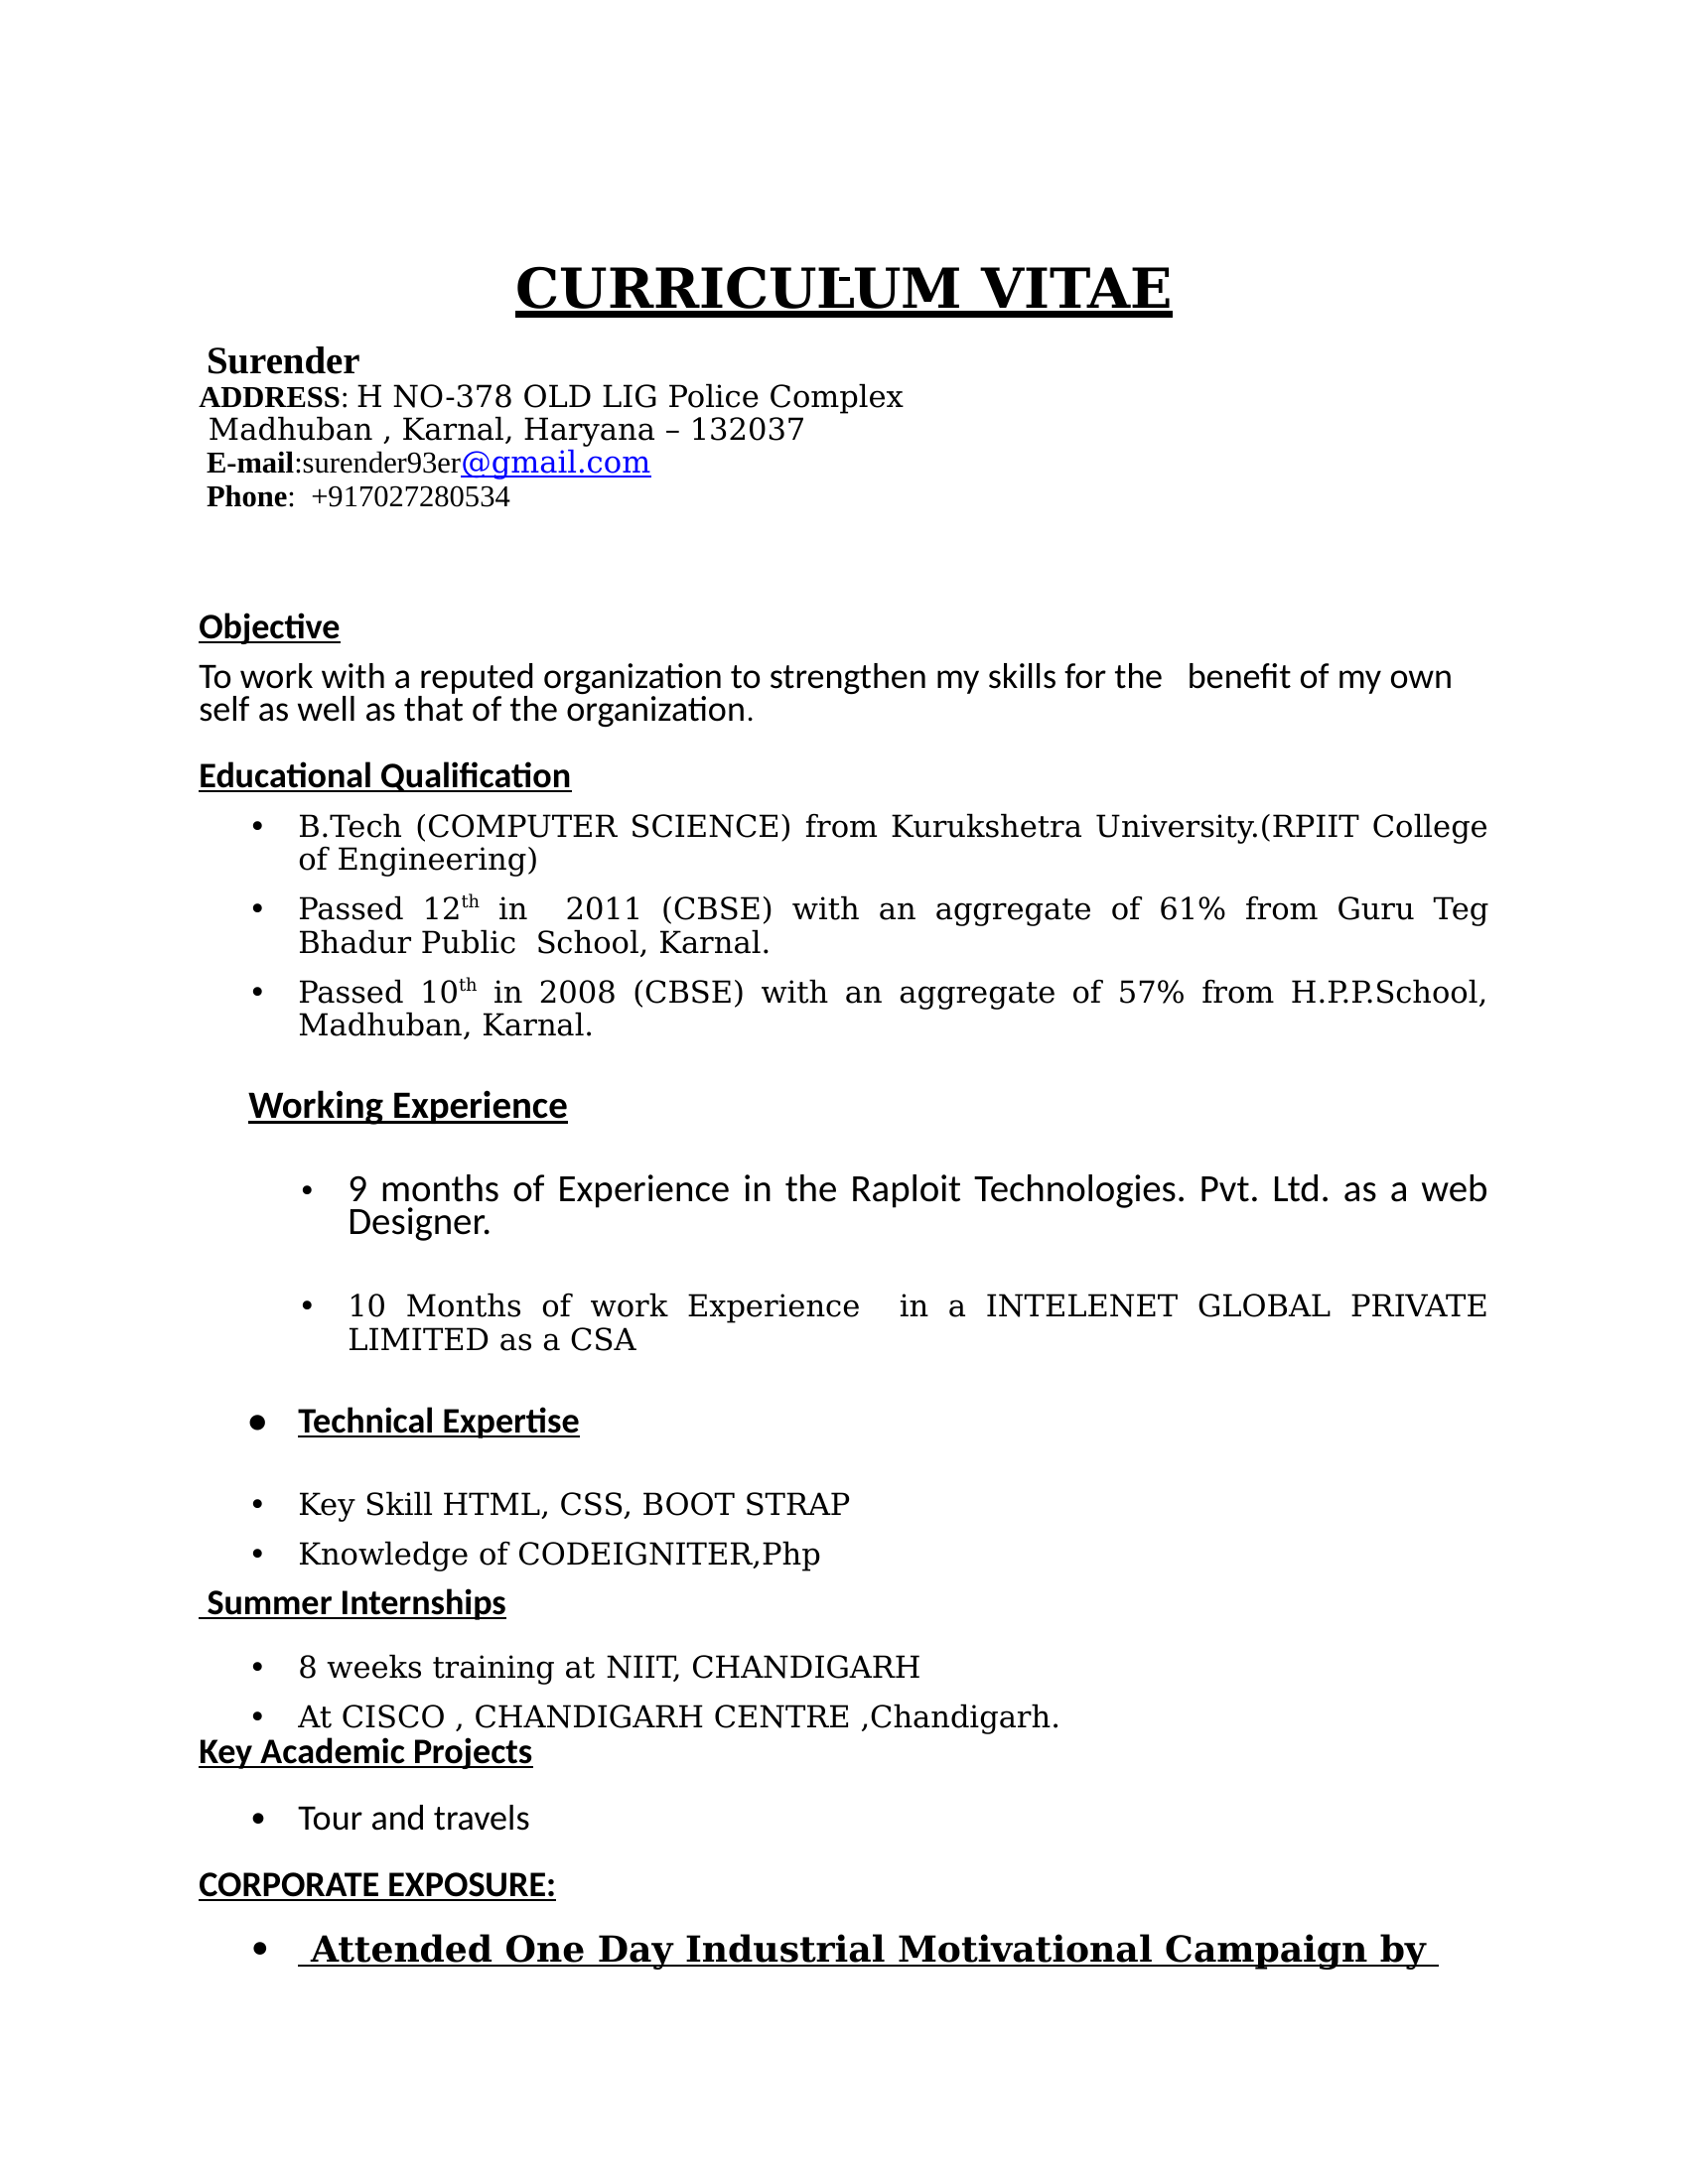 CURRICULUM VITAE
Surender
ADDRESS: H NO-378 OLD LIG Police Complex
Madhuban , Karnal, Haryana – 132037
E-mail:surender93er@gmail.com
Phone: +917027280534
Objective
To work with a reputed organization to strengthen my skills for the benefit of my own
self as well as that of the organization.
Educational Qualification
• B.Tech (COMPUTER SCIENCE) from Kurukshetra University.(RPIIT College
of Engineering)
• Passed 12th in 2011 (CBSE) with an aggregate of 61% from Guru Teg
Bhadur Public School, Karnal.
• Passed 10th in 2008 (CBSE) with an aggregate of 57% from H.P.P.School,
Madhuban, Karnal.
Working Experience
• 9 months of Experience in the Raploit Technologies. Pvt. Ltd. as a web
Designer.
• 10 Months of work Experience in a INTELENET GLOBAL PRIVATE
LIMITED as a CSA
• Technical Expertise
• Key Skill HTML, CSS, BOOT STRAP
• Knowledge of CODEIGNITER,Php
Summer Internships
• 8 weeks training at NIIT, CHANDIGARH
• At CISCO , CHANDIGARH CENTRE ,Chandigarh.
Key Academic Projects
• Tour and travels
CORPORATE EXPOSURE:
• Attended One Day Industrial Motivational Campaign by